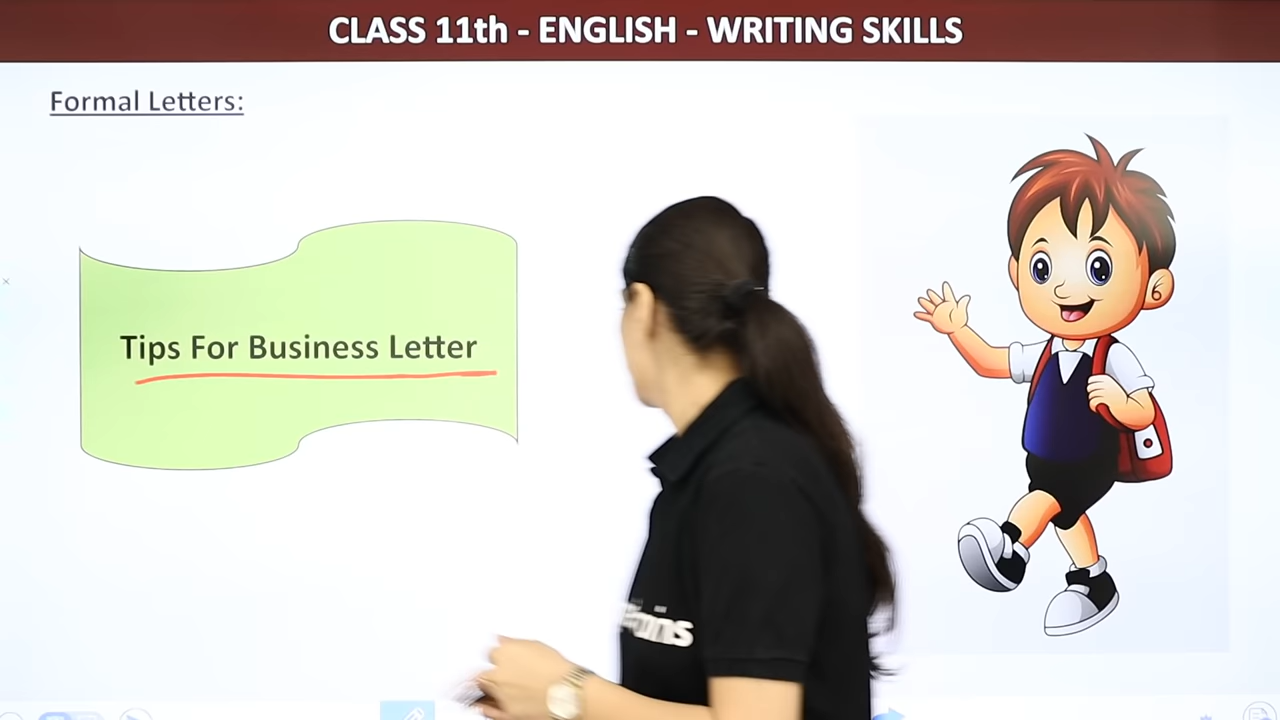 CLASS 11th - ENGLISH - WRITING SKILLS
Formal Letters:
Tips For Business Letter